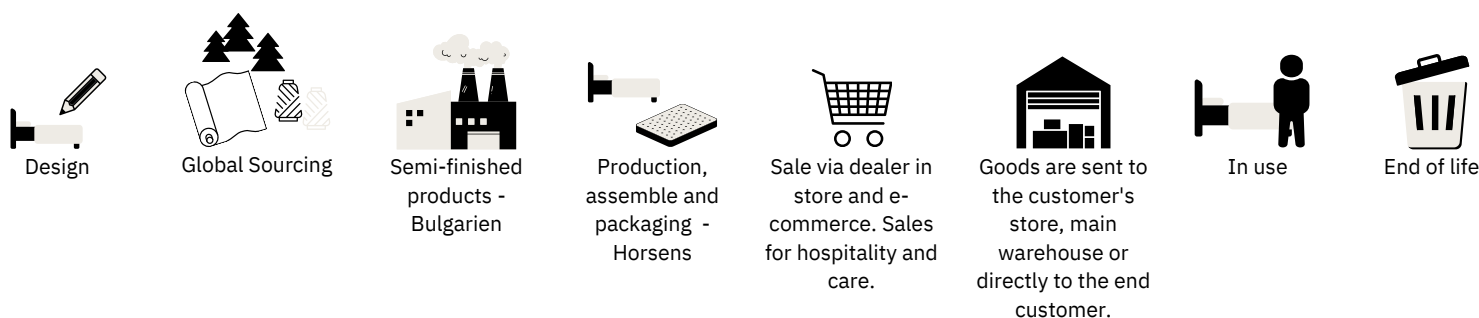 Design
Global Sourcing
Semi-finished
products -
Bulgarien
Production,
assemble and
packaging -
Horsens
Sale via dealer in
store and e-
commerce. Sales
for hospitality and
care.
Goods are sent to
the customer's
store, main
warehouse or
directly to the end
customer.
In use
End of life